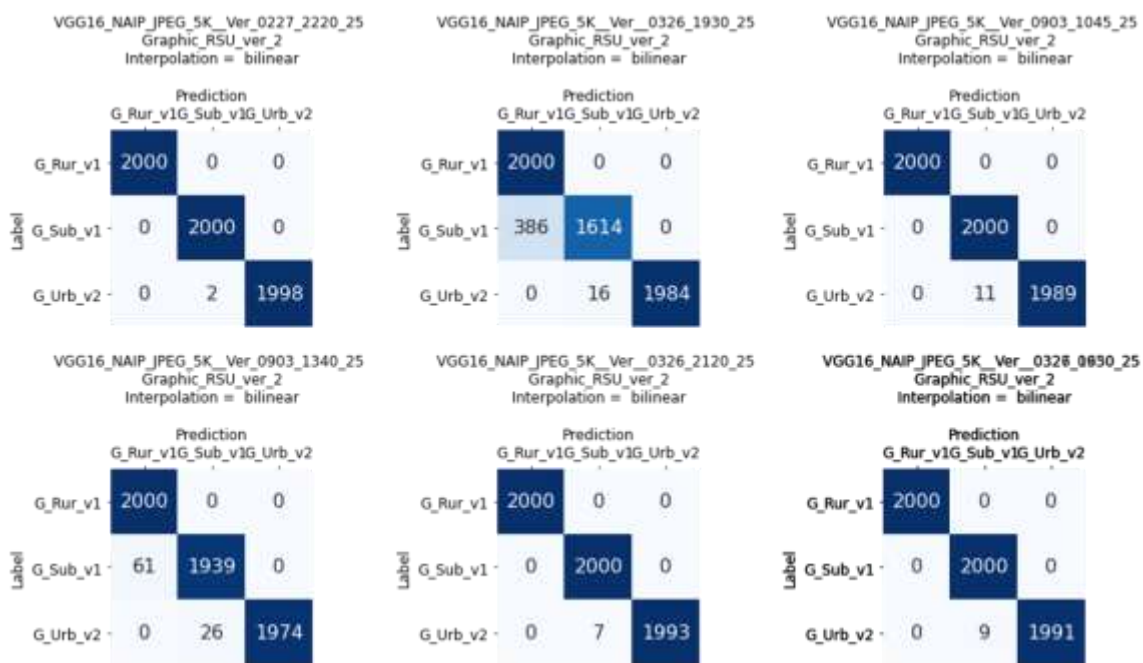 VGG16_NAIP_JPEG_5K__Ver_0227_2220_25
Graphic_RSU_ver_2
Interpolation = bilinear
Prediction
G_Rur_v1G_Sub_v1G_Urb_v2
Label
G_Rur_v1 2000 0 0
G_Sub_v1 0 2000 0
G_Urb_v2 0 2 1998
VGG16_NAIP_JPEG_5K__Ver__0326_1930_25
Graphic_RSU_ver_2
Interpolation = bilinear
Prediction
G_Rur_v1G_Sub_v1G_Urb_v2
Label
G_Rur_v1 2000 0 0
G_Sub_v1 386 1614 0
G_Urb_v2 0 16 1984
VGG16_NAIP_JPEG_5K__Ver_0903_1045_25
Graphic_RSU_ver_2
Interpolation = bilinear
Prediction
G_Rur_v1G_Sub_v1G_Urb_v2
Label
G_Rur_v1 2000 0 0
G_Sub_v1 0 2000 0
G_Urb_v2 0 11 1989
VGG16_NAIP_JPEG_5K__Ver_0903_1340_25
Graphic_RSU_ver_2
Interpolation = bilinear
Prediction
G_Rur_v1G_Sub_v1G_Urb_v2
Label
G_Rur_v1 2000 0 0
G_Sub_v1 61 1939 0
G_Urb_v2 0 26 1974
VGG16_NAIP_JPEG_5K__Ver_0326_2120_25
Graphic_RSU_ver_2
Interpolation = bilinear
Prediction
G_Rur_v1G_Sub_v1G_Urb_v2
Label
G_Rur_v1 2000 0 0
G_Sub_v1 0 2000 0
G_Urb_v2 0 7 1993
Graphic_RSU_ver_2
Interpolation = bilinear
Prediction
G_Rur_v1G_Sub_v1G_Urb_v2
Label
G_Rur_v1 2000 0 0
G_Sub_v1 0 2000 0
G_Urb_v2 0 9 1991